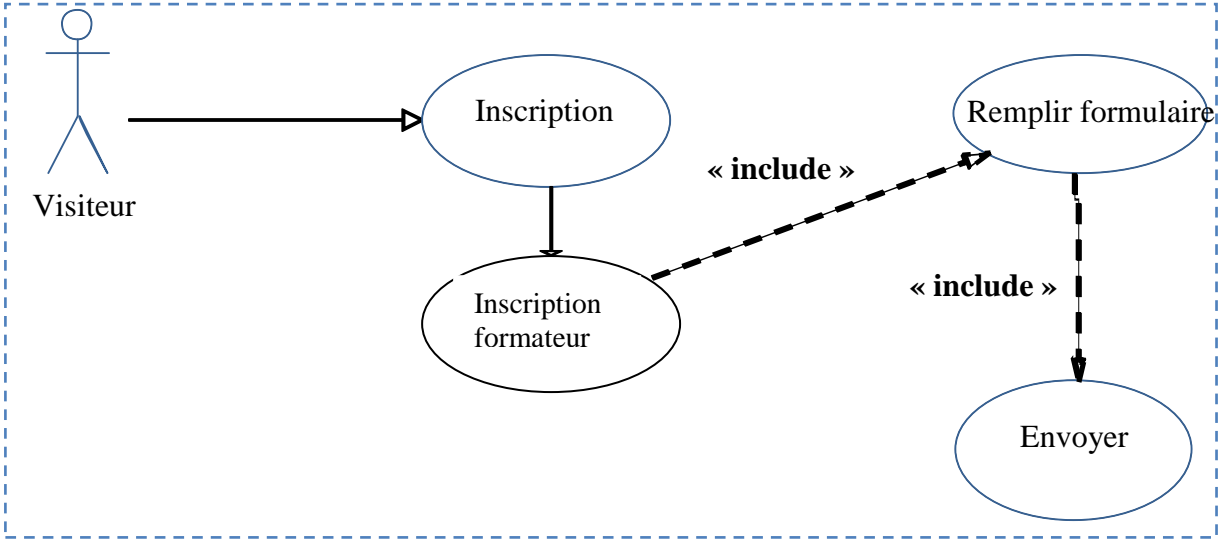 Inscription
Remplir formulaire
« include »
Visiteur
« include »
Inscription
formateur
Envoyer